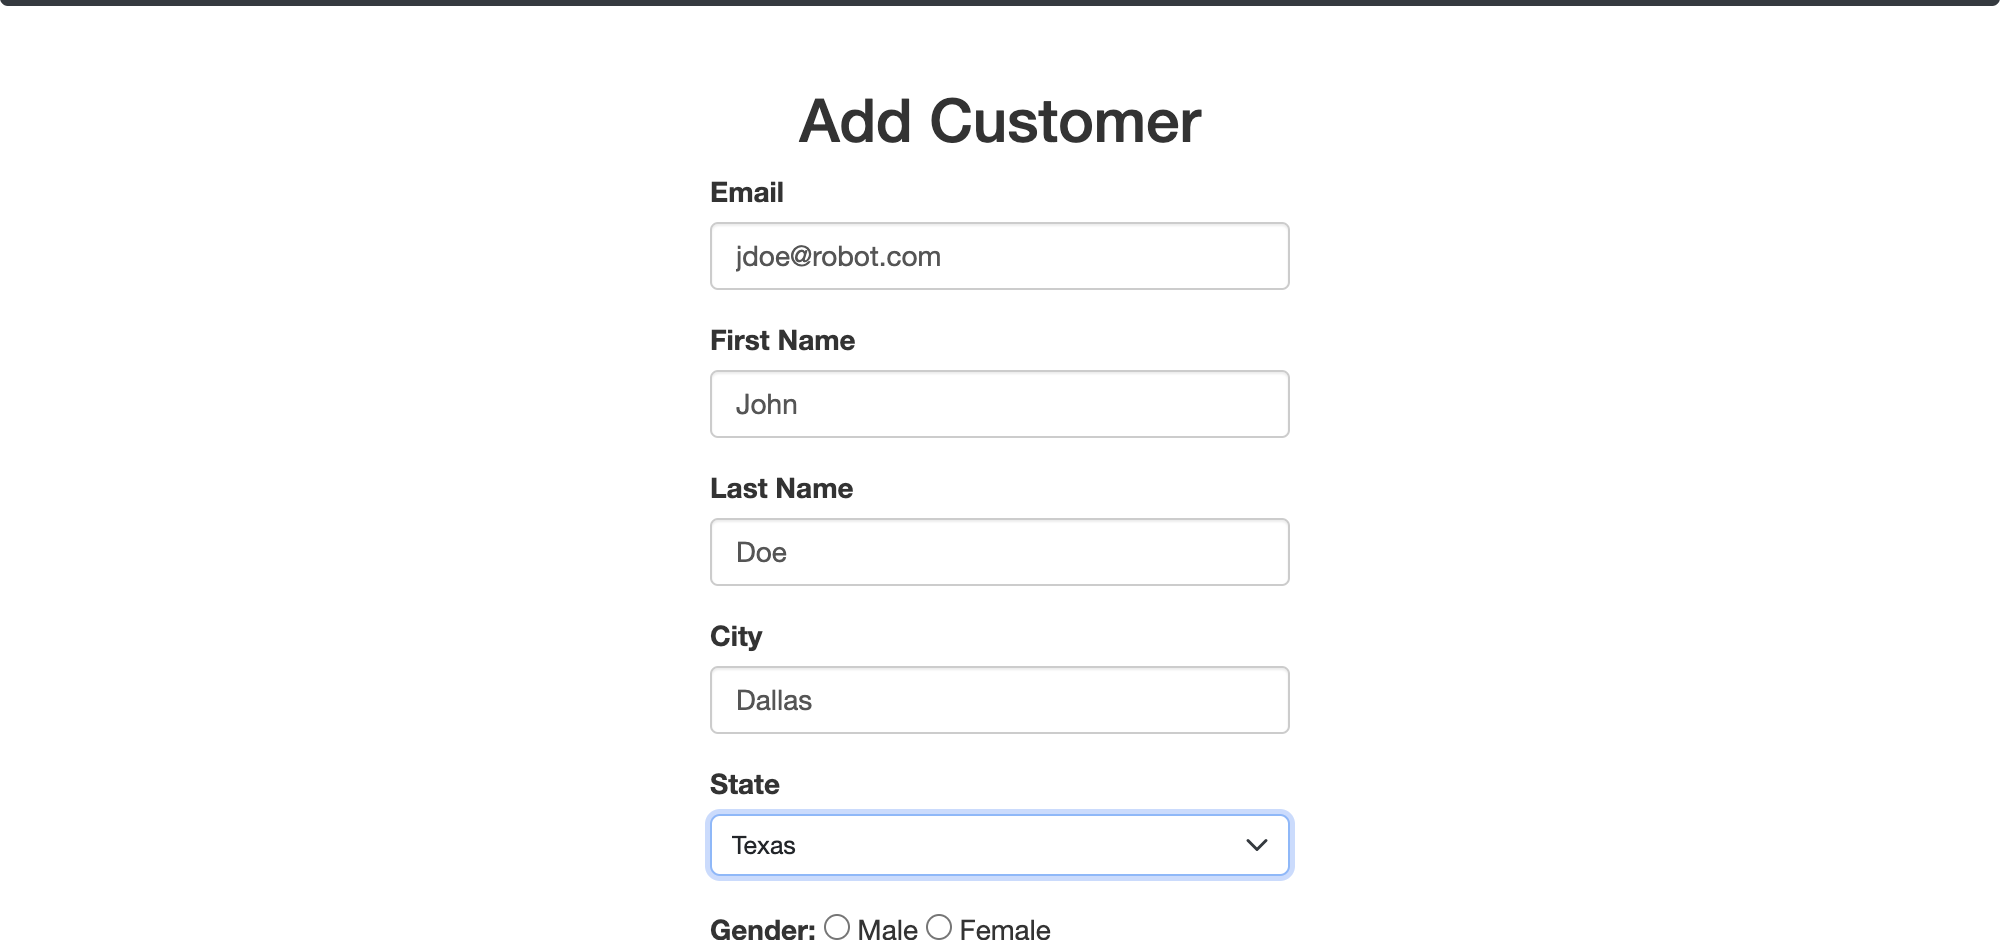 Add Customer
Email
jdoe@robot.com
First Name
John
Last Name
Doe
City
Dallas
State
Texas
Gender: Male Female